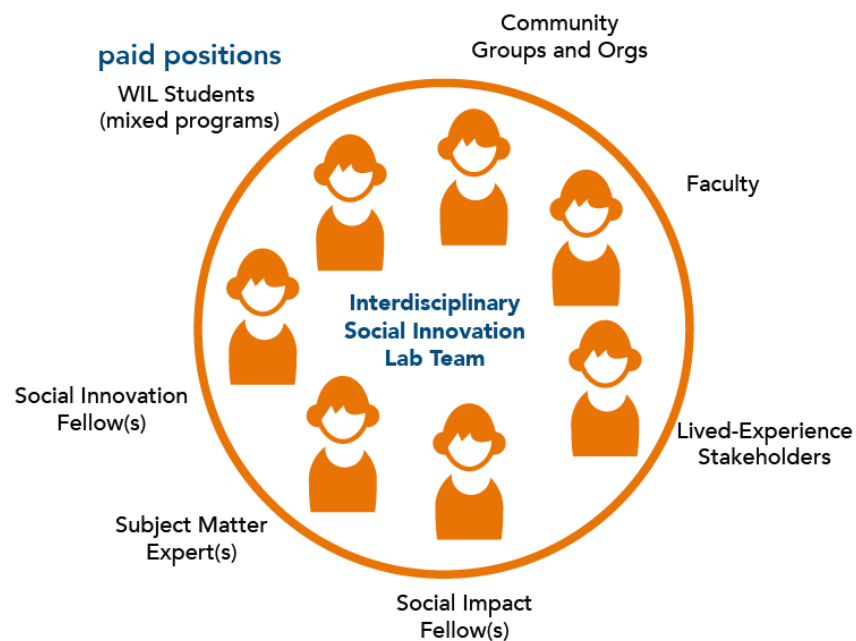 Community
Groups and Orgs
paid positions
WIL Students
(mixed programs)
Faculty
Interdisciplinary
Social Innovation
Lab Team
Social Innovation
Fellow(s)
Lived-Experience
Stakeholders
Subject Matter
Expert(s)
Social Impact
Fellow(s)